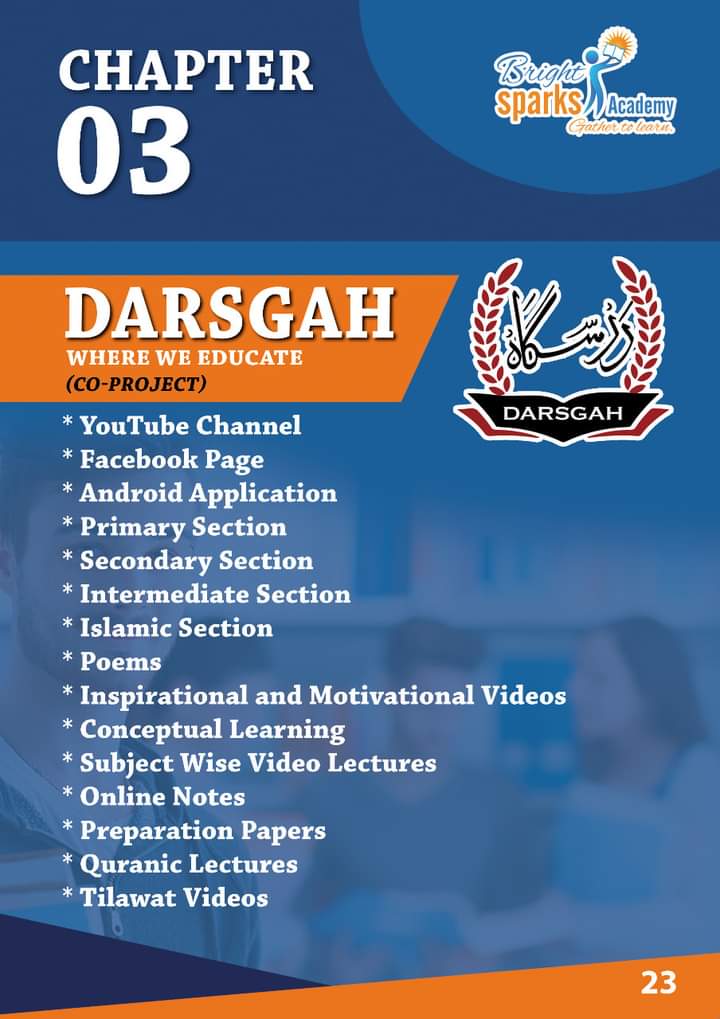 CHAPTER
03
Bright
sparks Academy
Gather to learn.
DARSGAH
WHERE WE EDUCATE
(CO-PROJECT)
درسگاہ
DARSGAH
* YouTube Channel
* Facebook Page
* Android Application
* Primary Section
* Secondary Section
* Intermediate Section
* Islamic Section
* Poems
* Inspirational and Motivational Videos
* Conceptual Learning
* Subject Wise Video Lectures
* Online Notes
* Preparation Papers
* Quranic Lectures
* Tilawat Videos
23